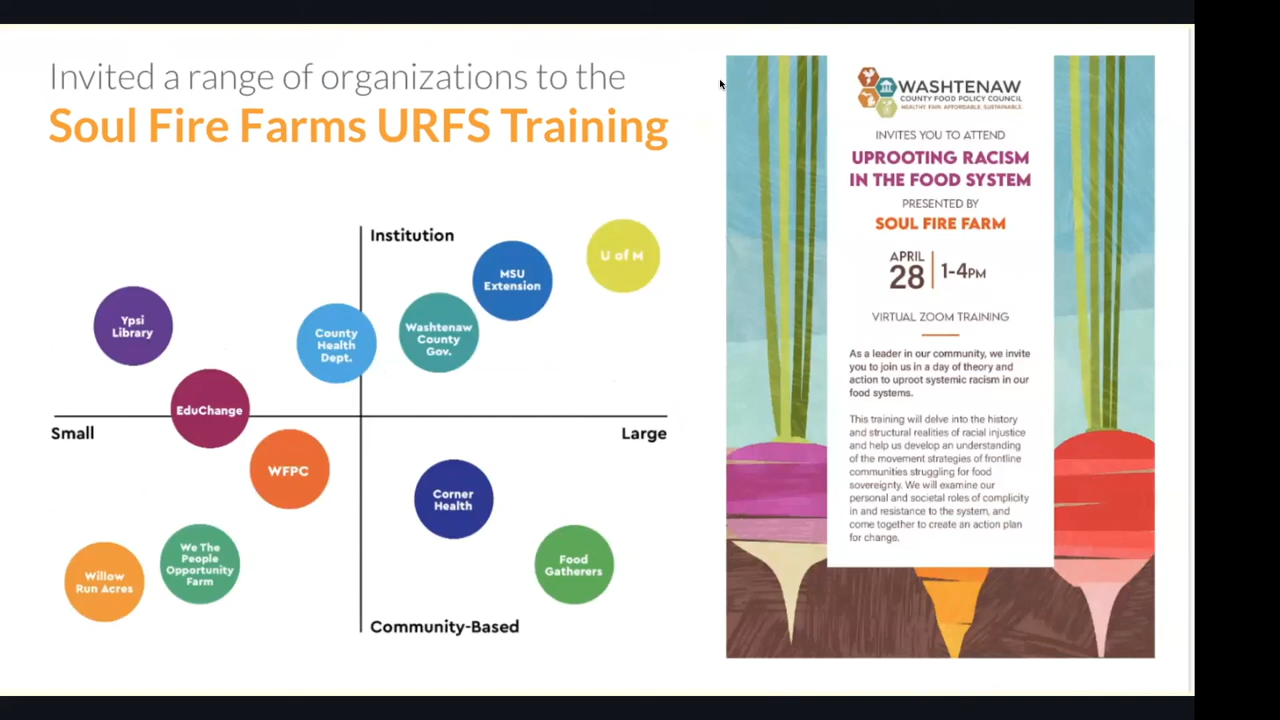 Invited a range of organizations to the
Soul Fire Farms URFS Training
Institution
U of M
MSU
Extension
Ypsi
Library
County
Health
Dept.
Washtenaw
County
Gov.
EduChange
Small
Large
WFPC
Corner
Health
We The
People
Opportunity
Farm
Food
Gatherers
Willow
Run Acres
Community-Based
WASHTENAW
COUNTY FOOD POLICY COUNCIL
HEALTHY. FAIR. AFFORDABLE. SUSTAINABLE.
INVITES YOU TO ATTEND
UPROOTING RACISM
IN THE FOOD SYSTEM
PRESENTED BY
SOUL FIRE FARM
APRIL
28
1-4PM
VIRTUAL ZOOM TRAINING
As a leader in our community, we invite
you to join us in a day of theory and
action to uproot systemic racism in our
food systems.
This training will delve into the history
and structural realities of racial injustice
and help us develop an understanding
of the movement strategies of frontline
communities struggling for food
sovereignty. We will examine our
personal and societal roles of complicity
in and resistance to the system, and
come together to create an action plan
for change.